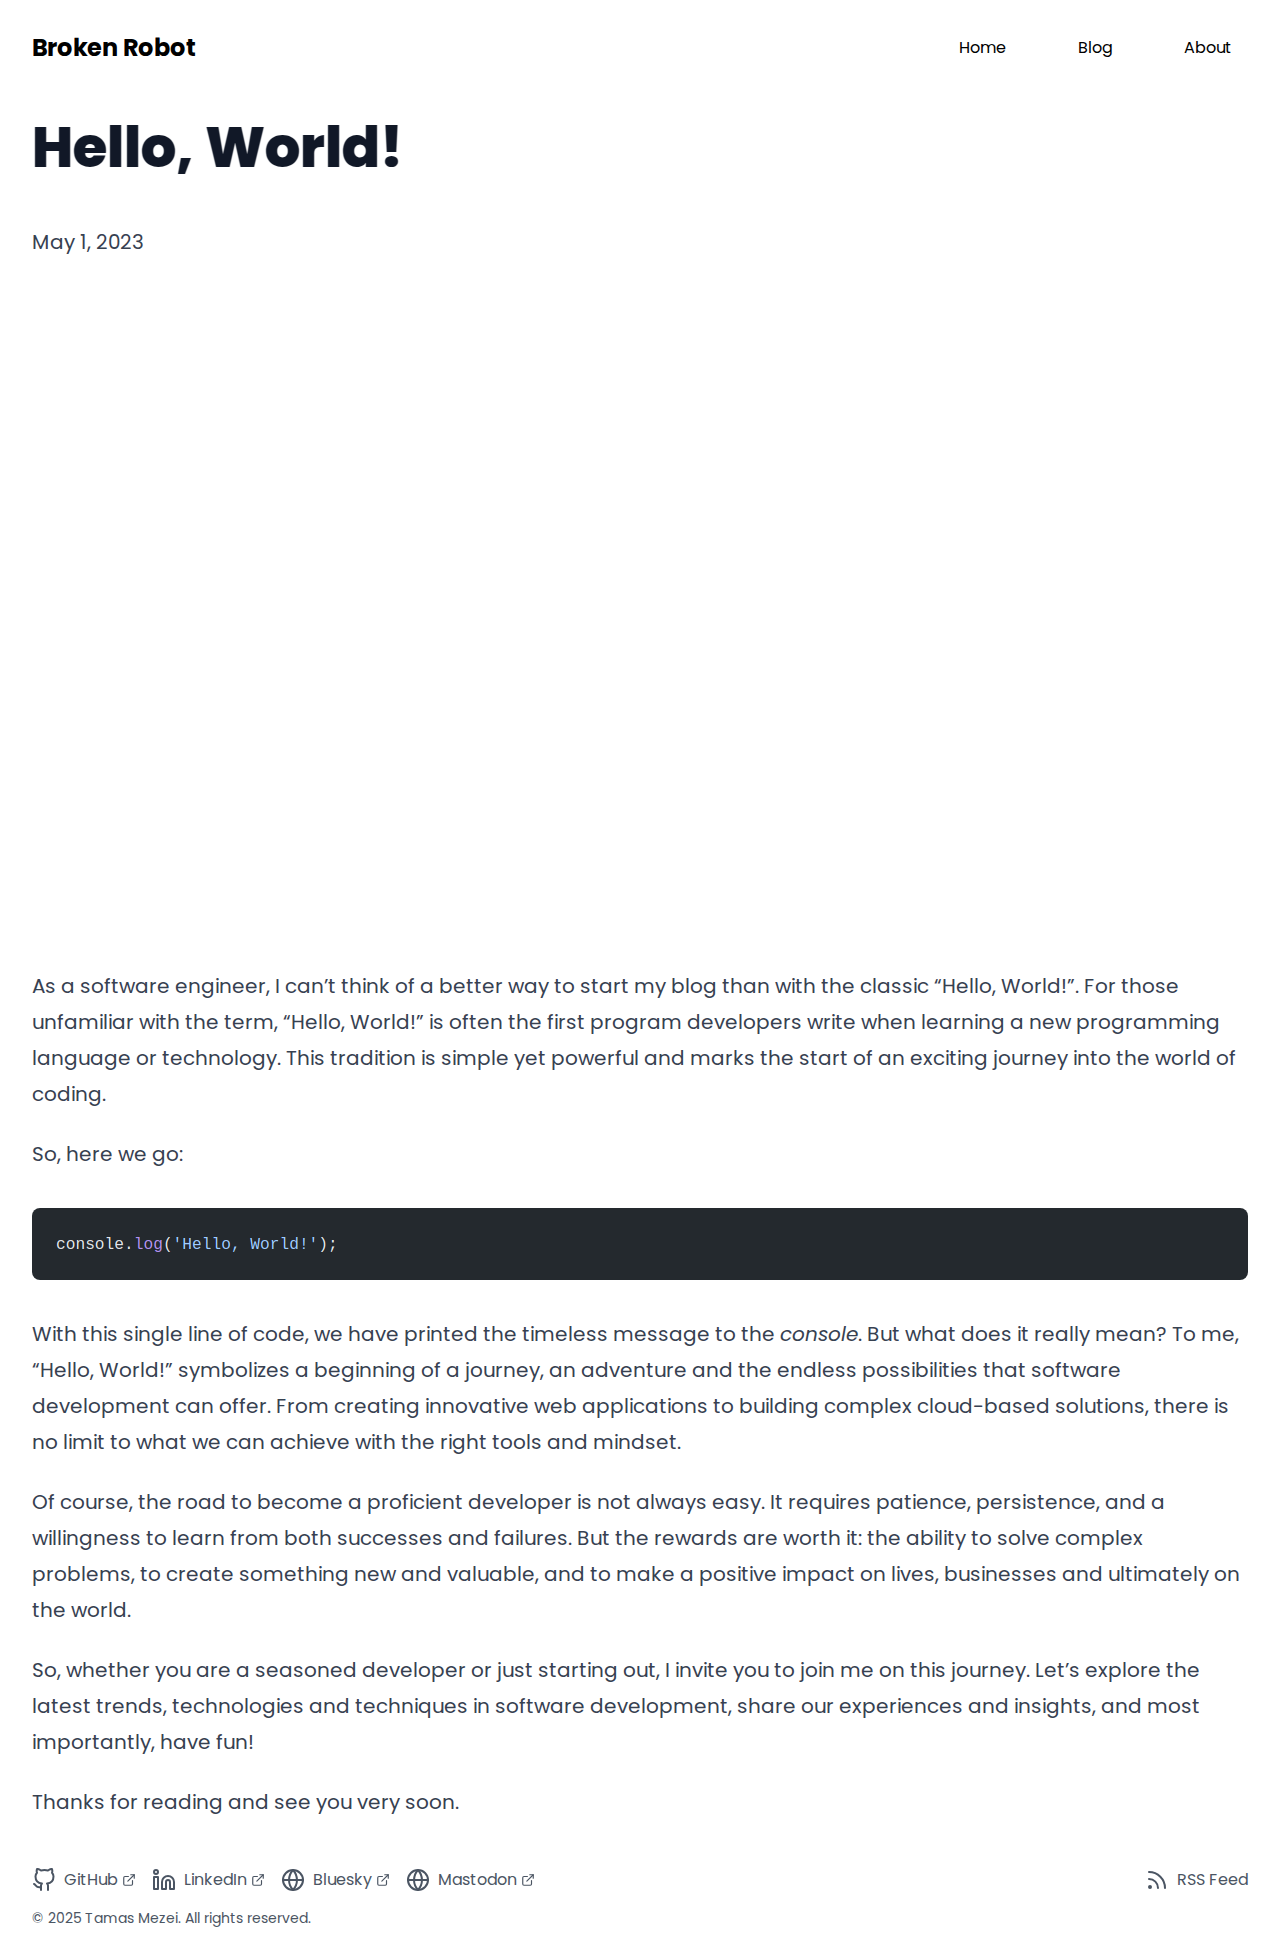 Broken Robot
Home
Blog
About
Hello, World!
May 1, 2023
As a software engineer, I can’t think of a better way to start my blog than with the classic “Hello, World!”. For those
unfamiliar with the term, “Hello, World!” is often the first program developers write when learning a new programming
language or technology. This tradition is simple yet powerful and marks the start of an exciting journey into the world of
coding.
So, here we go:
console.log('Hello, World!');
With this single line of code, we have printed the timeless message to the console. But what does it really mean? To me,
“Hello, World!” symbolizes a beginning of a journey, an adventure and the endless possibilities that software
development can offer. From creating innovative web applications to building complex cloud-based solutions, there is
no limit to what we can achieve with the right tools and mindset.
Of course, the road to become a proficient developer is not always easy. It requires patience, persistence, and a
willingness to learn from both successes and failures. But the rewards are worth it: the ability to solve complex
problems, to create something new and valuable, and to make a positive impact on lives, businesses and ultimately on
the world.
So, whether you are a seasoned developer or just starting out, I invite you to join me on this journey. Let’s explore the
latest trends, technologies and techniques in software development, share our experiences and insights, and most
importantly, have fun!
Thanks for reading and see you very soon.
GitHub
LinkedIn
Bluesky
Mastodon
RSS Feed
© 2025 Tamas Mezei. All rights reserved.